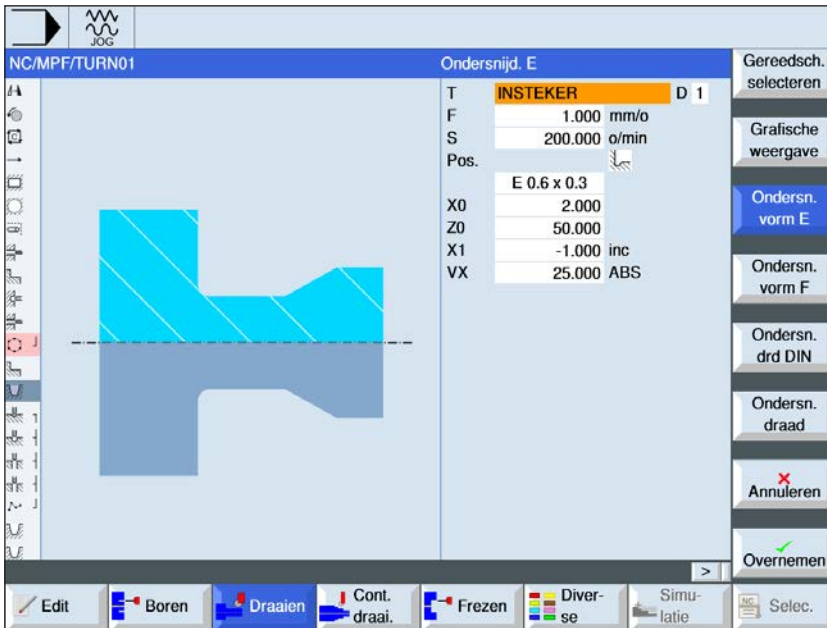 JOG
NC/MPF/TURN01
Ondersnijd. E
T INSTEKER D 1
F 1.000 mm/o
S 200.000 o/min
Pos.
E 0.6 x 0.3
X0 2.000
Z0 50.000
X1 -1.000 inc
VX 25.000 ABS
Gereedsch.
selecteren
Grafische
weergave
Ondersn.
vorm E
Ondersn.
vorm F
Ondersn.
drd DIN
Ondersn.
draad
Annuleren
Overnemen
>
Edit
Boren
Draaien
Cont.
draai.
Frezen
Diver-
se
Simu-
latie
NC
Selec.